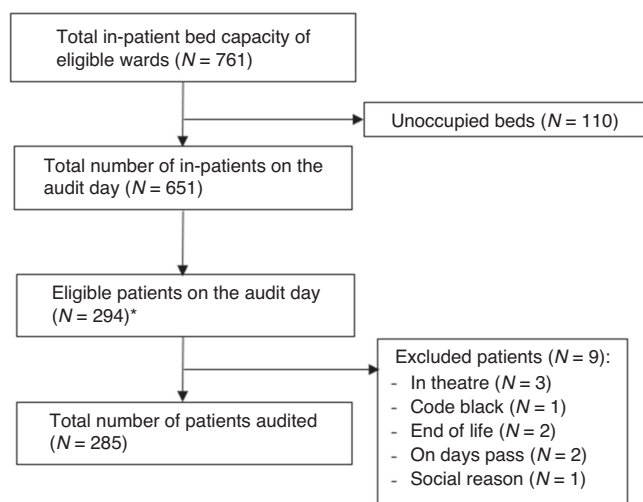 Total in-patient bed capacity of
eligible wards (N = 761)
Unoccupied beds (N = 110)
Total number of in-patients on the
audit day (N = 651)
Eligible patients on the audit day
(N = 294)*
Excluded patients (N = 9):
- In theatre (N = 3)
- Code black (N = 1)
- End of life (N = 2)
- On days pass (N = 2)
- Social reason (N = 1)
Total number of patients audited
(N = 285)